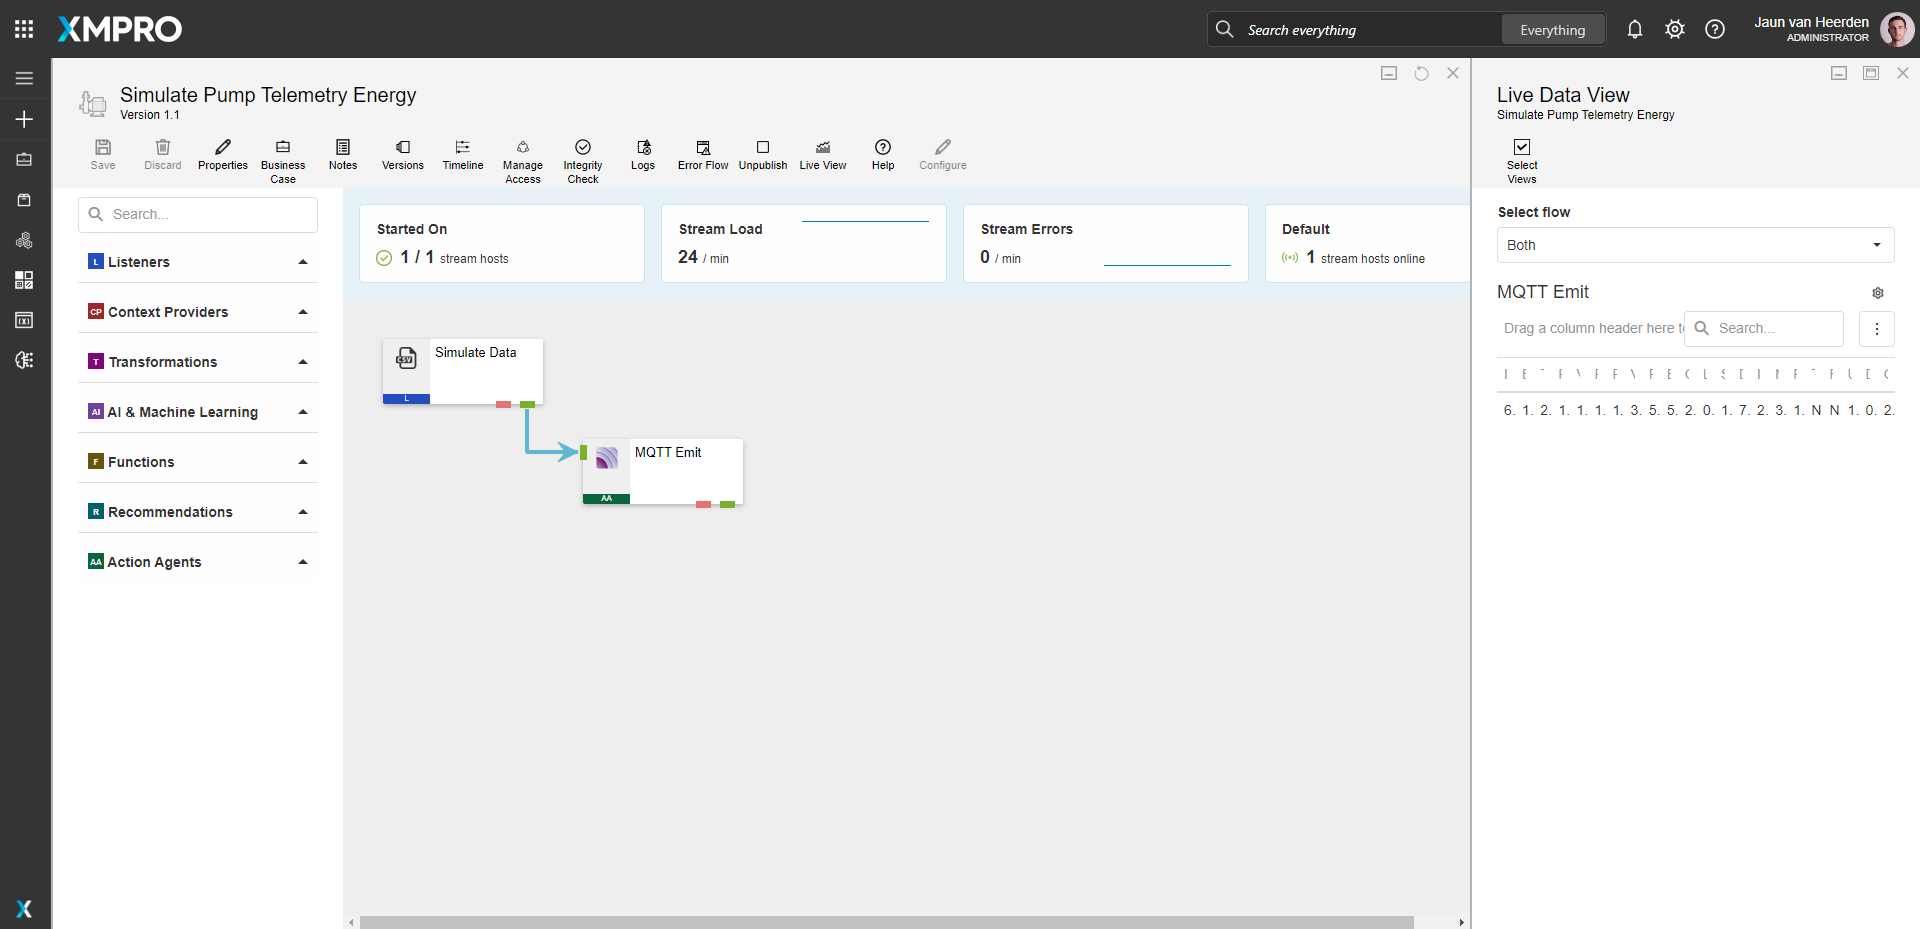 XMPRO
Search everything
Everything
Jaun van Heerden
ADMINISTRATOR
Simulate Pump Telemetry Energy
Version 1.1
Save
Discard
Properties
Business Case
Notes
Versions
Timeline
Manage Access
Integrity Check
Logs
Error Flow
Unpublish
Live View
Help
Configure
Search...
L Listeners
CP Context Providers
T Transformations
AI AI & Machine Learning
F Functions
R Recommendations
AA Action Agents
Started On
1 / 1 stream hosts
Stream Load
24 / min
Stream Errors
0 / min
Default
1 stream hosts online
CSV
Simulate Data
L
MQTT Emit
AA
Live Data View
Simulate Pump Telemetry Energy
Select Views
Select flow
Both
MQTT Emit
Drag a column header here t
Search...
6. 1. 2. 1. 1. 1. 1. 3. 5. 5. 2. 0. 1. 7. 2. 3. 1. N N 1. 0. 2.